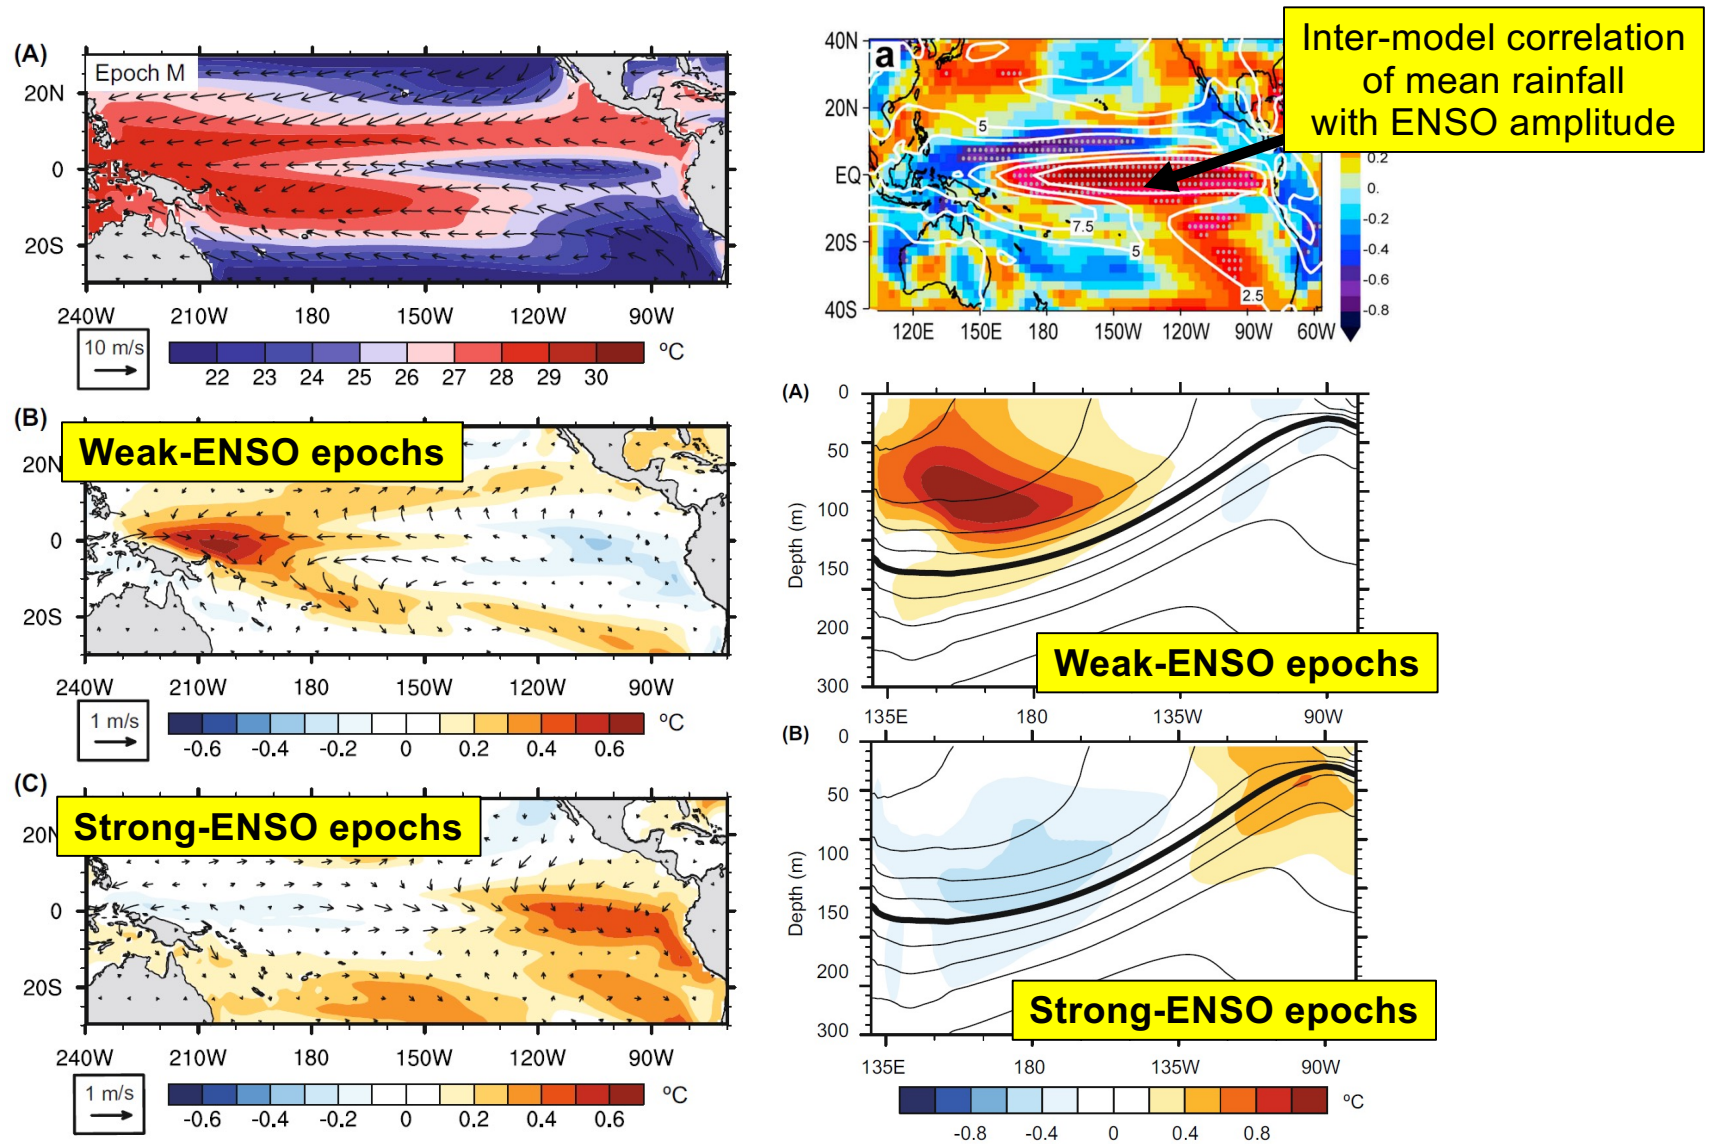 (A)
Epoch M
20N
0
20S
240W 210W 180 150W 120W 90W
10 m/s
22 23 24 25 26 27 28 29 30
ºC
(B)
Weak-ENSO epochs
20N
0
20S
240W 210W 180 150W 120W 90W
1 m/s
-0.6 -0.4 -0.2 0 0.2 0.4 0.6
ºC
(C)
Strong-ENSO epochs
20N
0
20S
240W 210W 180 150W 120W 90W
1 m/s
-0.6 -0.4 -0.2 0 0.2 0.4 0.6
ºC
Inter-model correlation
of mean rainfall
with ENSO amplitude
a
40N
20N
EQ
20S
40S
5
7.5
5
2.5
120E 150E 180 150W 120W 90W 60W
0.2
0.
-0.2
-0.4
-0.6
-0.8
(A)
0
50
100
150
200
300
Depth (m)
Weak-ENSO epochs
135E 180 135W 90W
(B)
0
50
100
150
200
300
Depth (m)
Strong-ENSO epochs
135E 180 135W 90W
-0.8 -0.4 0 0.4 0.8
ºC